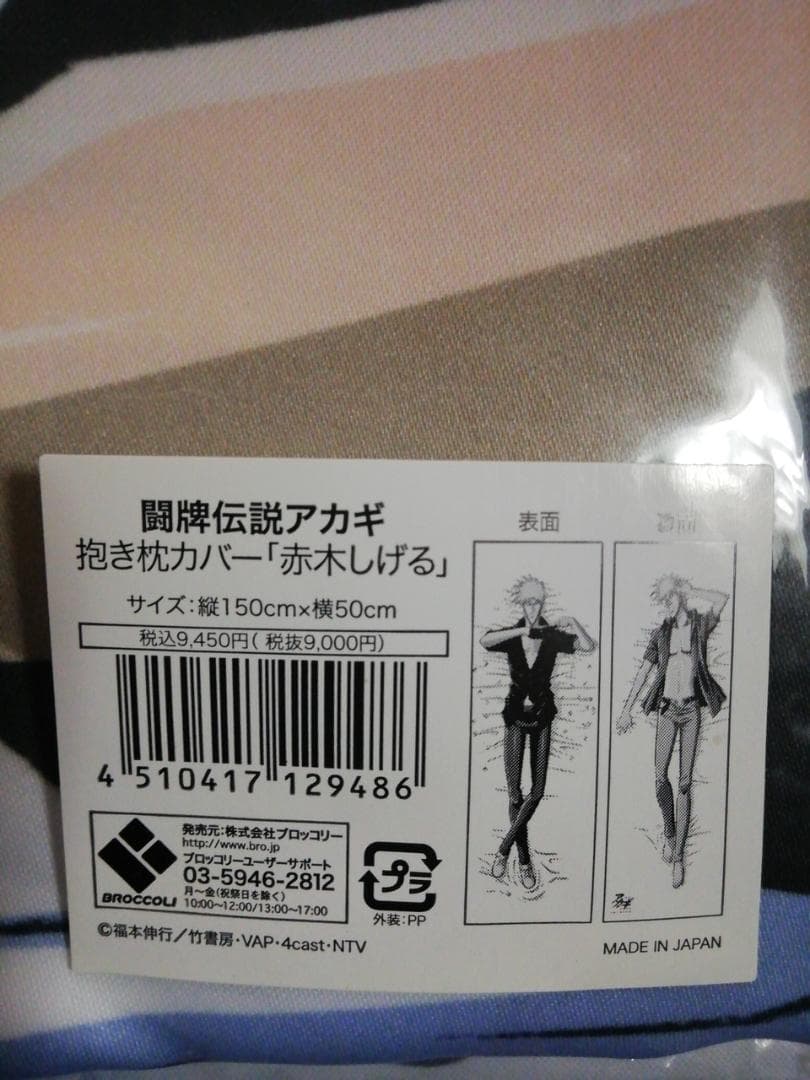 闘牌伝説アカギ
抱き枕カバー「赤木しげる」
サイズ:縦150cm×横50cm
税込9,450円( 税抜9,000円)
4 510417 129486
BROCCOLI
発売元:株式会社ブロッコリー
http://www.bro.jp
ブロッコリーユーザーサポート
03-5946-2812
月～金(祝祭日を除く)
10:00～12:00/13:00～17:00
プラ
外装:PP
©福本伸行／竹書房・VAP・4cast・NTV
表面
MADE IN JAPAN